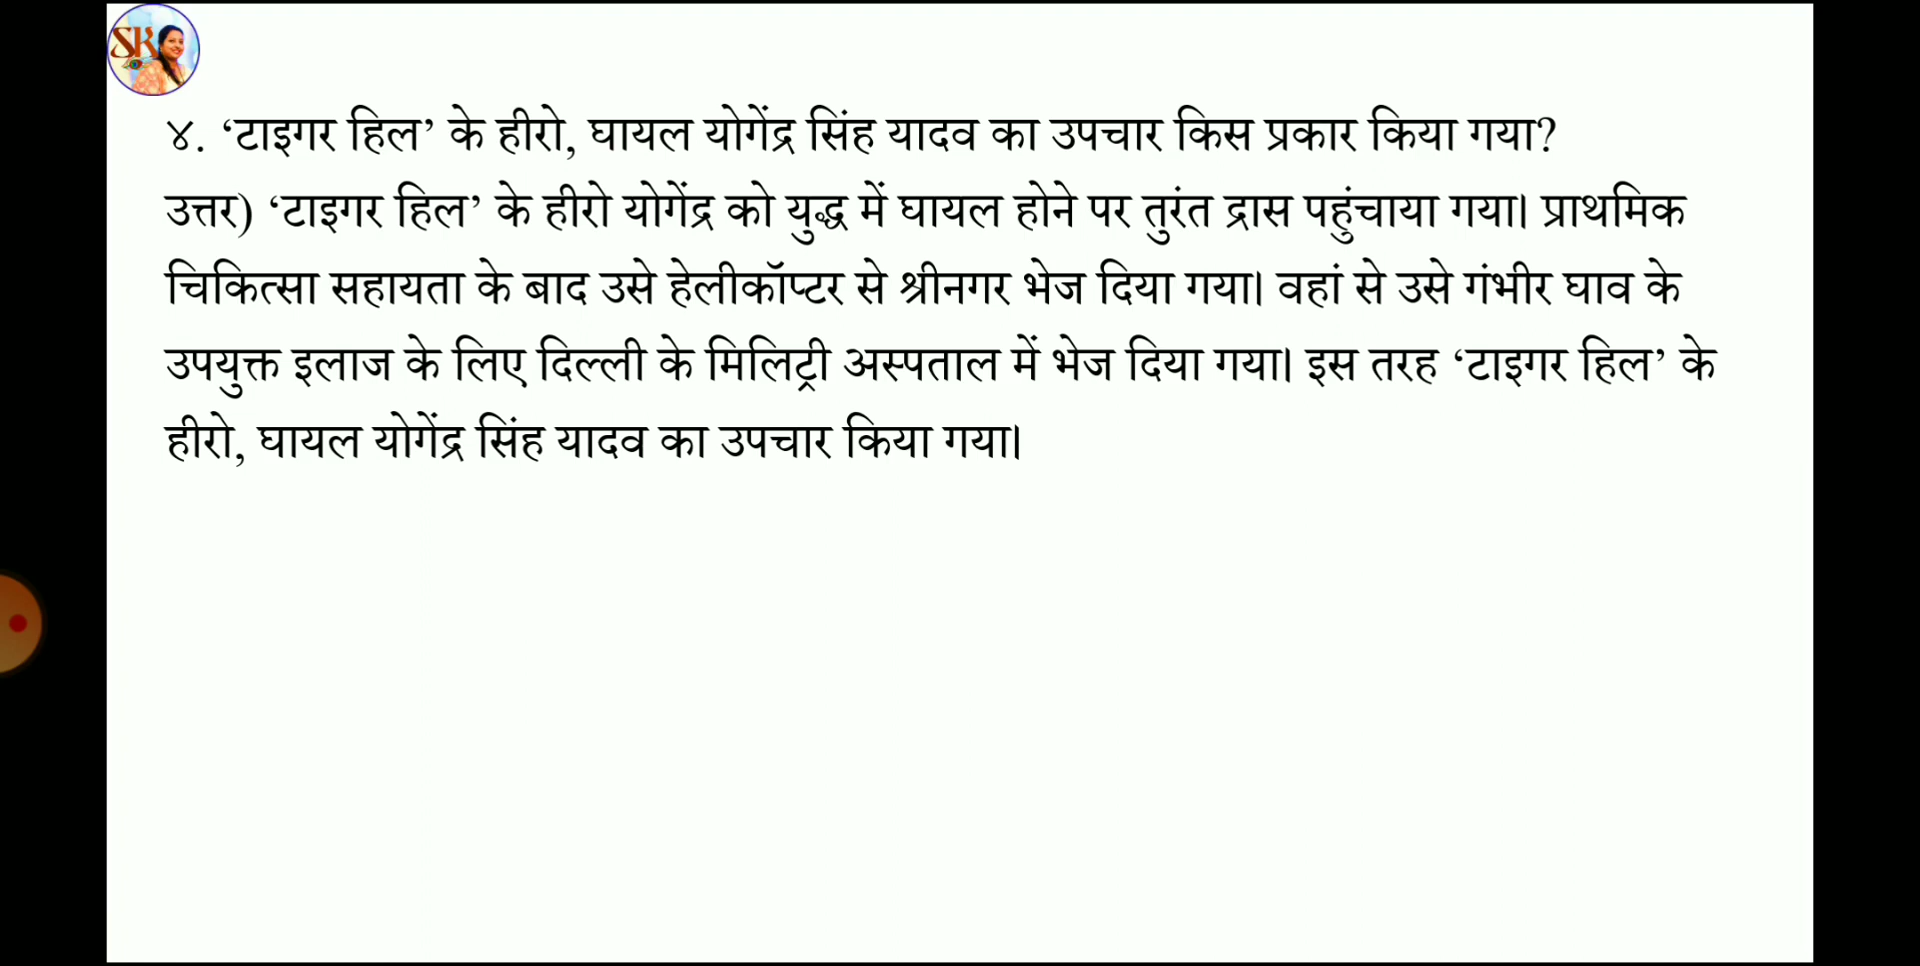 SK
४. ‘टाइगर हिल’ के हीरो, घायल योगेंद्र सिंह यादव का उपचार किस प्रकार किया गया?
उत्तर) ‘टाइगर हिल’ के हीरो योगेंद्र को युद्ध में घायल होने पर तुरंत द्रास पहुंचाया गया। प्राथमिक
चिकित्सा सहायता के बाद उसे हेलीकॉप्टर से श्रीनगर भेज दिया गया। वहां से उसे गंभीर घाव के
उपयुक्त इलाज के लिए दिल्ली के मिलिट्री अस्पताल में भेज दिया गया। इस तरह ‘टाइगर हिल’ के
हीरो, घायल योगेंद्र सिंह यादव का उपचार किया गया।